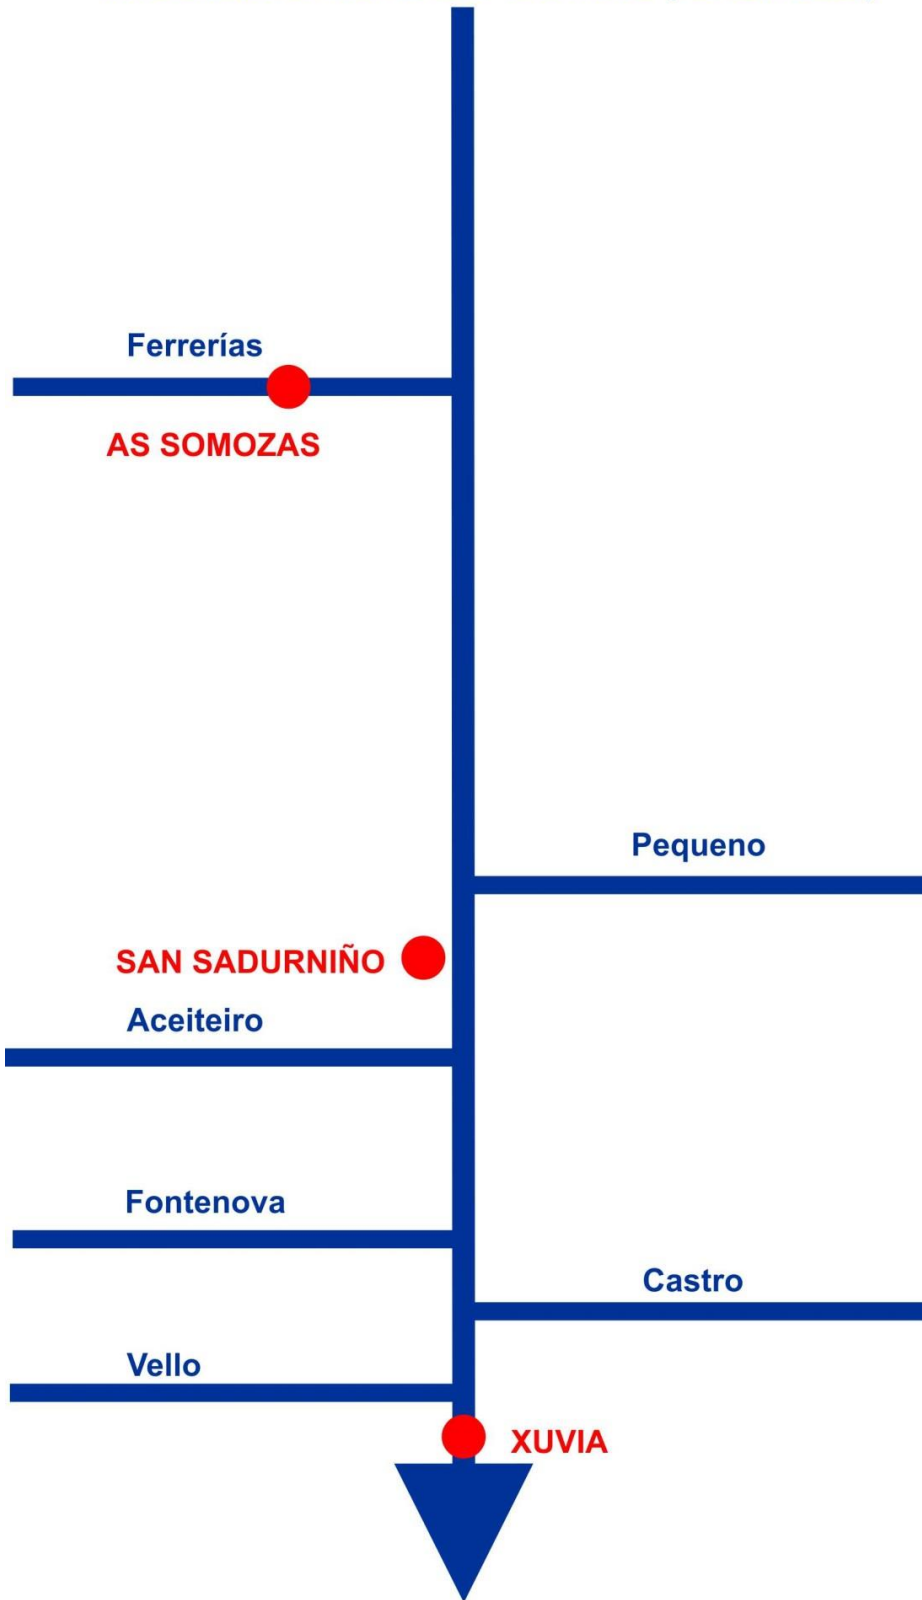 Ferrerías
AS SOMOZAS
Pequeno
SAN SADURNIÑO
Aceiteiro
Fontenova
Castro
Vello
XUVIA